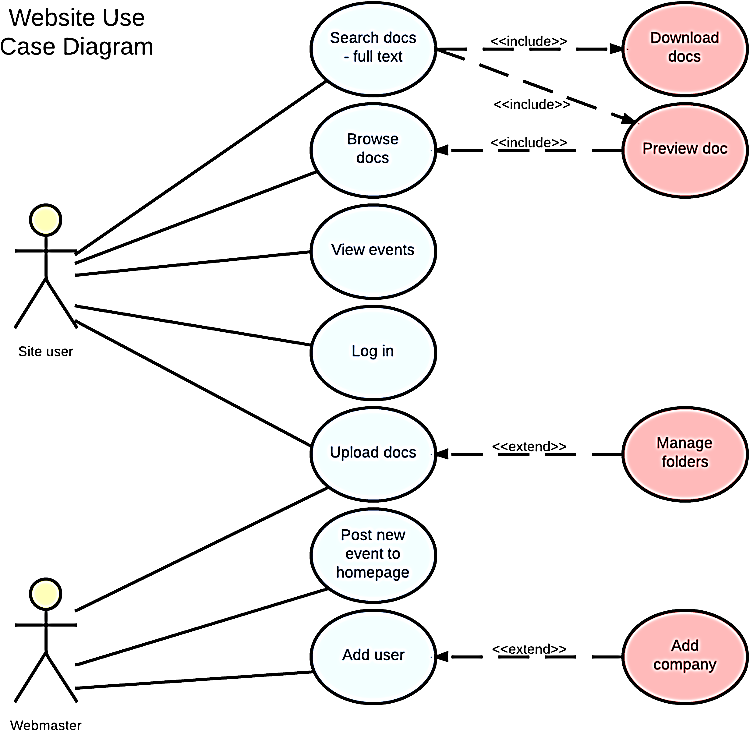 Website Use
Case Diagram
Search docs
- full text
<<include>>
Download
docs
<<include>>
Browse
docs
<<include>>
Preview doc
View events
Site user
Log in
Upload docs
<<extend>>
Manage
folders
Post new
event to
homepage
Add user
<<extend>>
Add
company
Webmaster